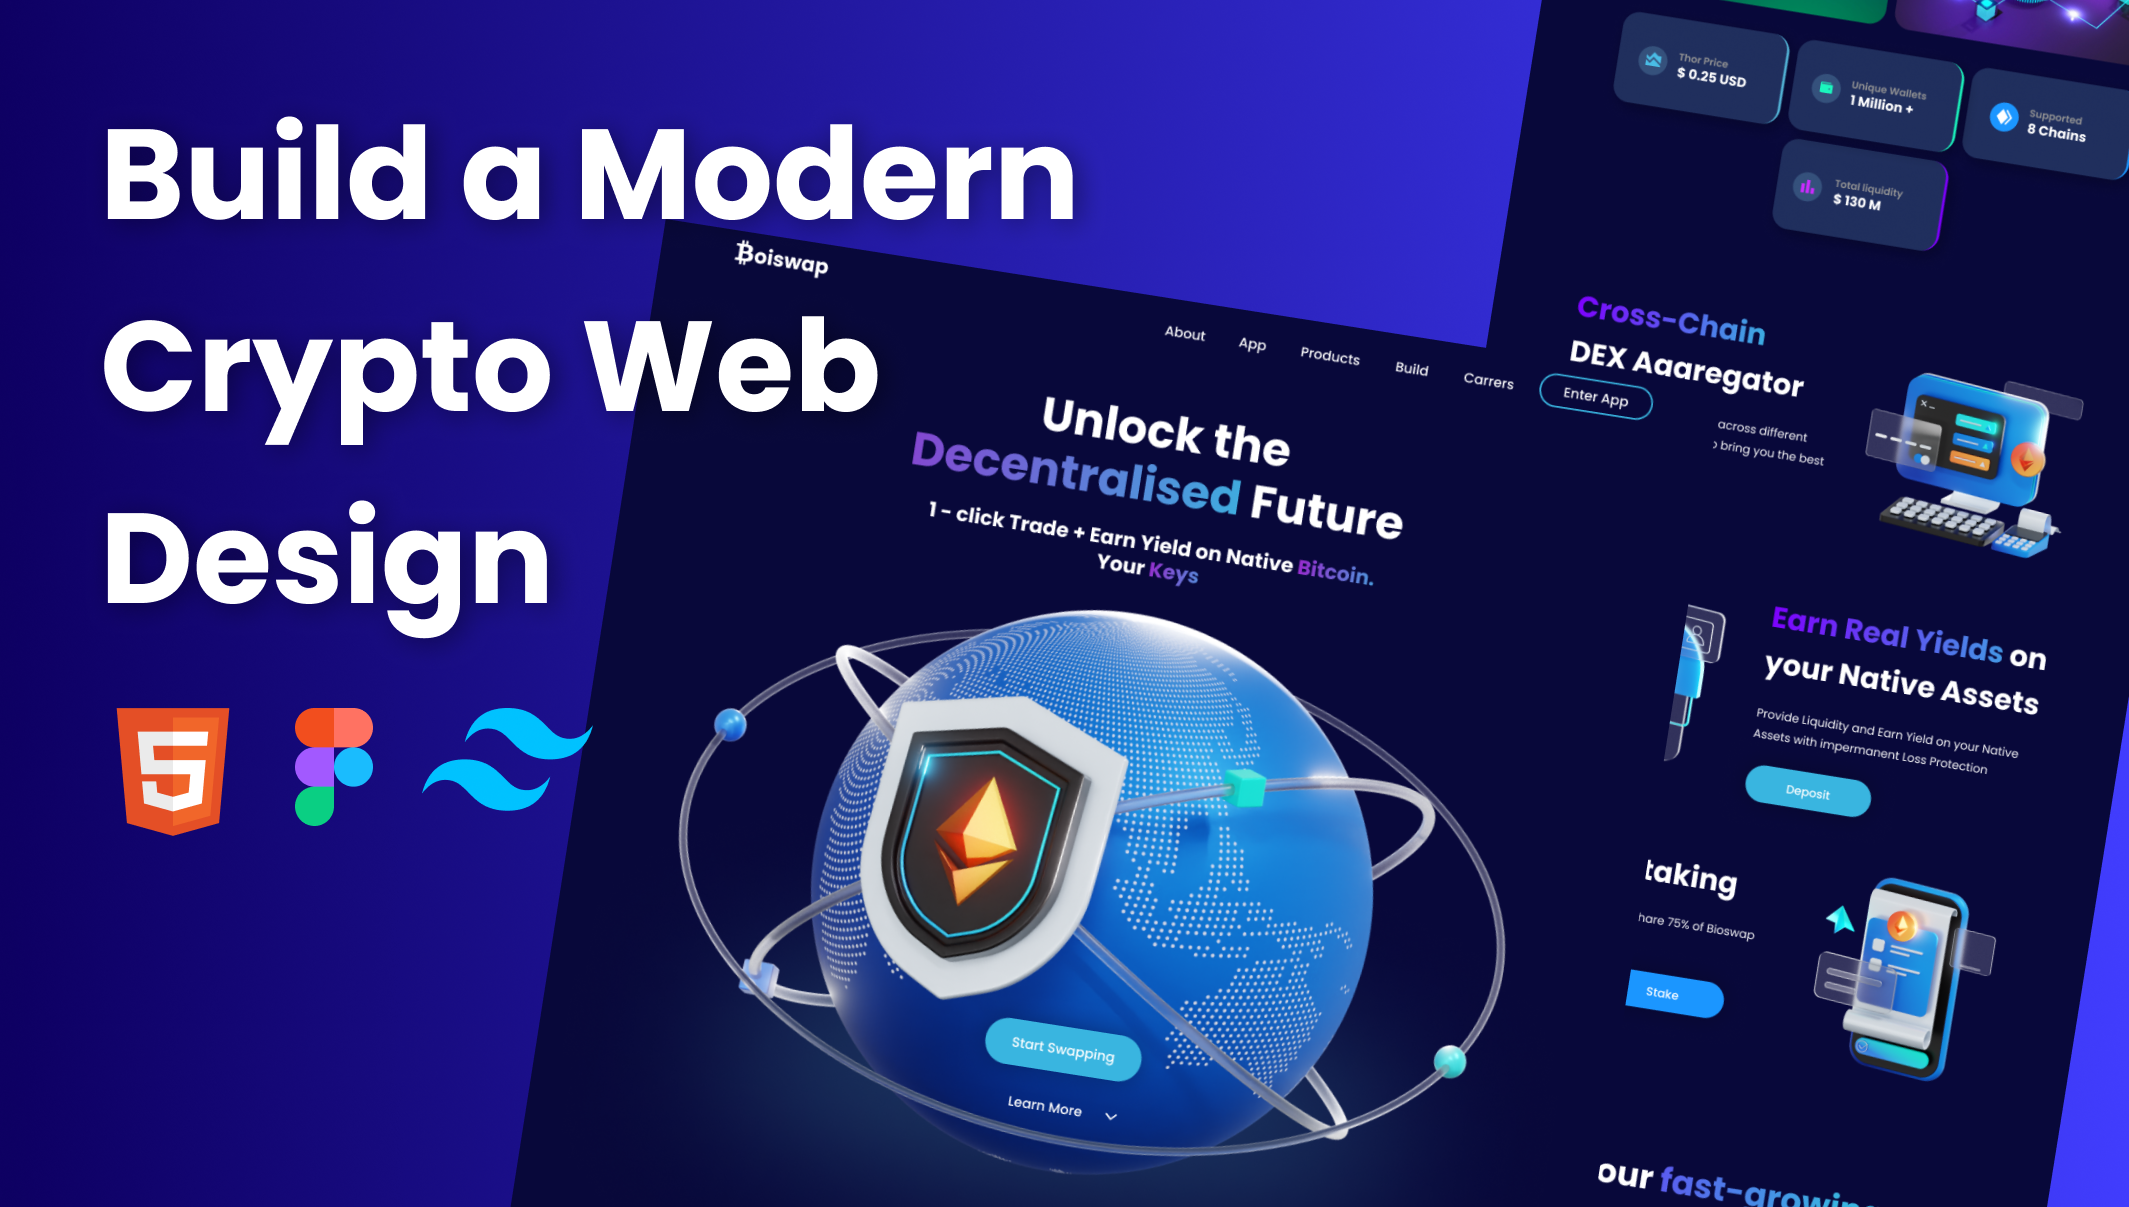 Build a Modern
Crypto Web
Design
₿oiswap
About
App
Products
Build
Carrers
Enter App
Unlock the
Decentralised Future
1 - click Trade + Earn Yield on Native Bitcoin.
Your Keys
Start Swapping
Learn More
Thor Price
$ 0.25 USD
Unique Wallets
1 Million +
Supported
8 Chains
Total liquidity
$ 130 M
Cross-Chain
DEX Aggregator
across different
bring you the best
Earn Real Yields on
your Native Assets
Provide Liquidity and Earn Yield on your Native
Assets with impermanent Loss Protection
Deposit
taking
hare 75% of Bioswap
Stake
our fast-growin